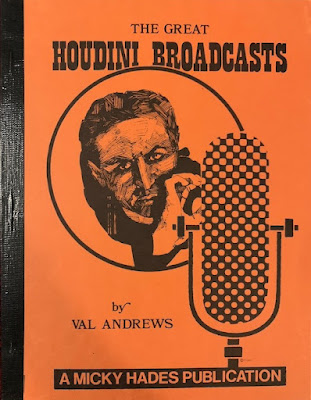 THE GREAT
HOUDINI BROADCASTS
by
VAL ANDREWS
A MICKY HADES PUBLICATION